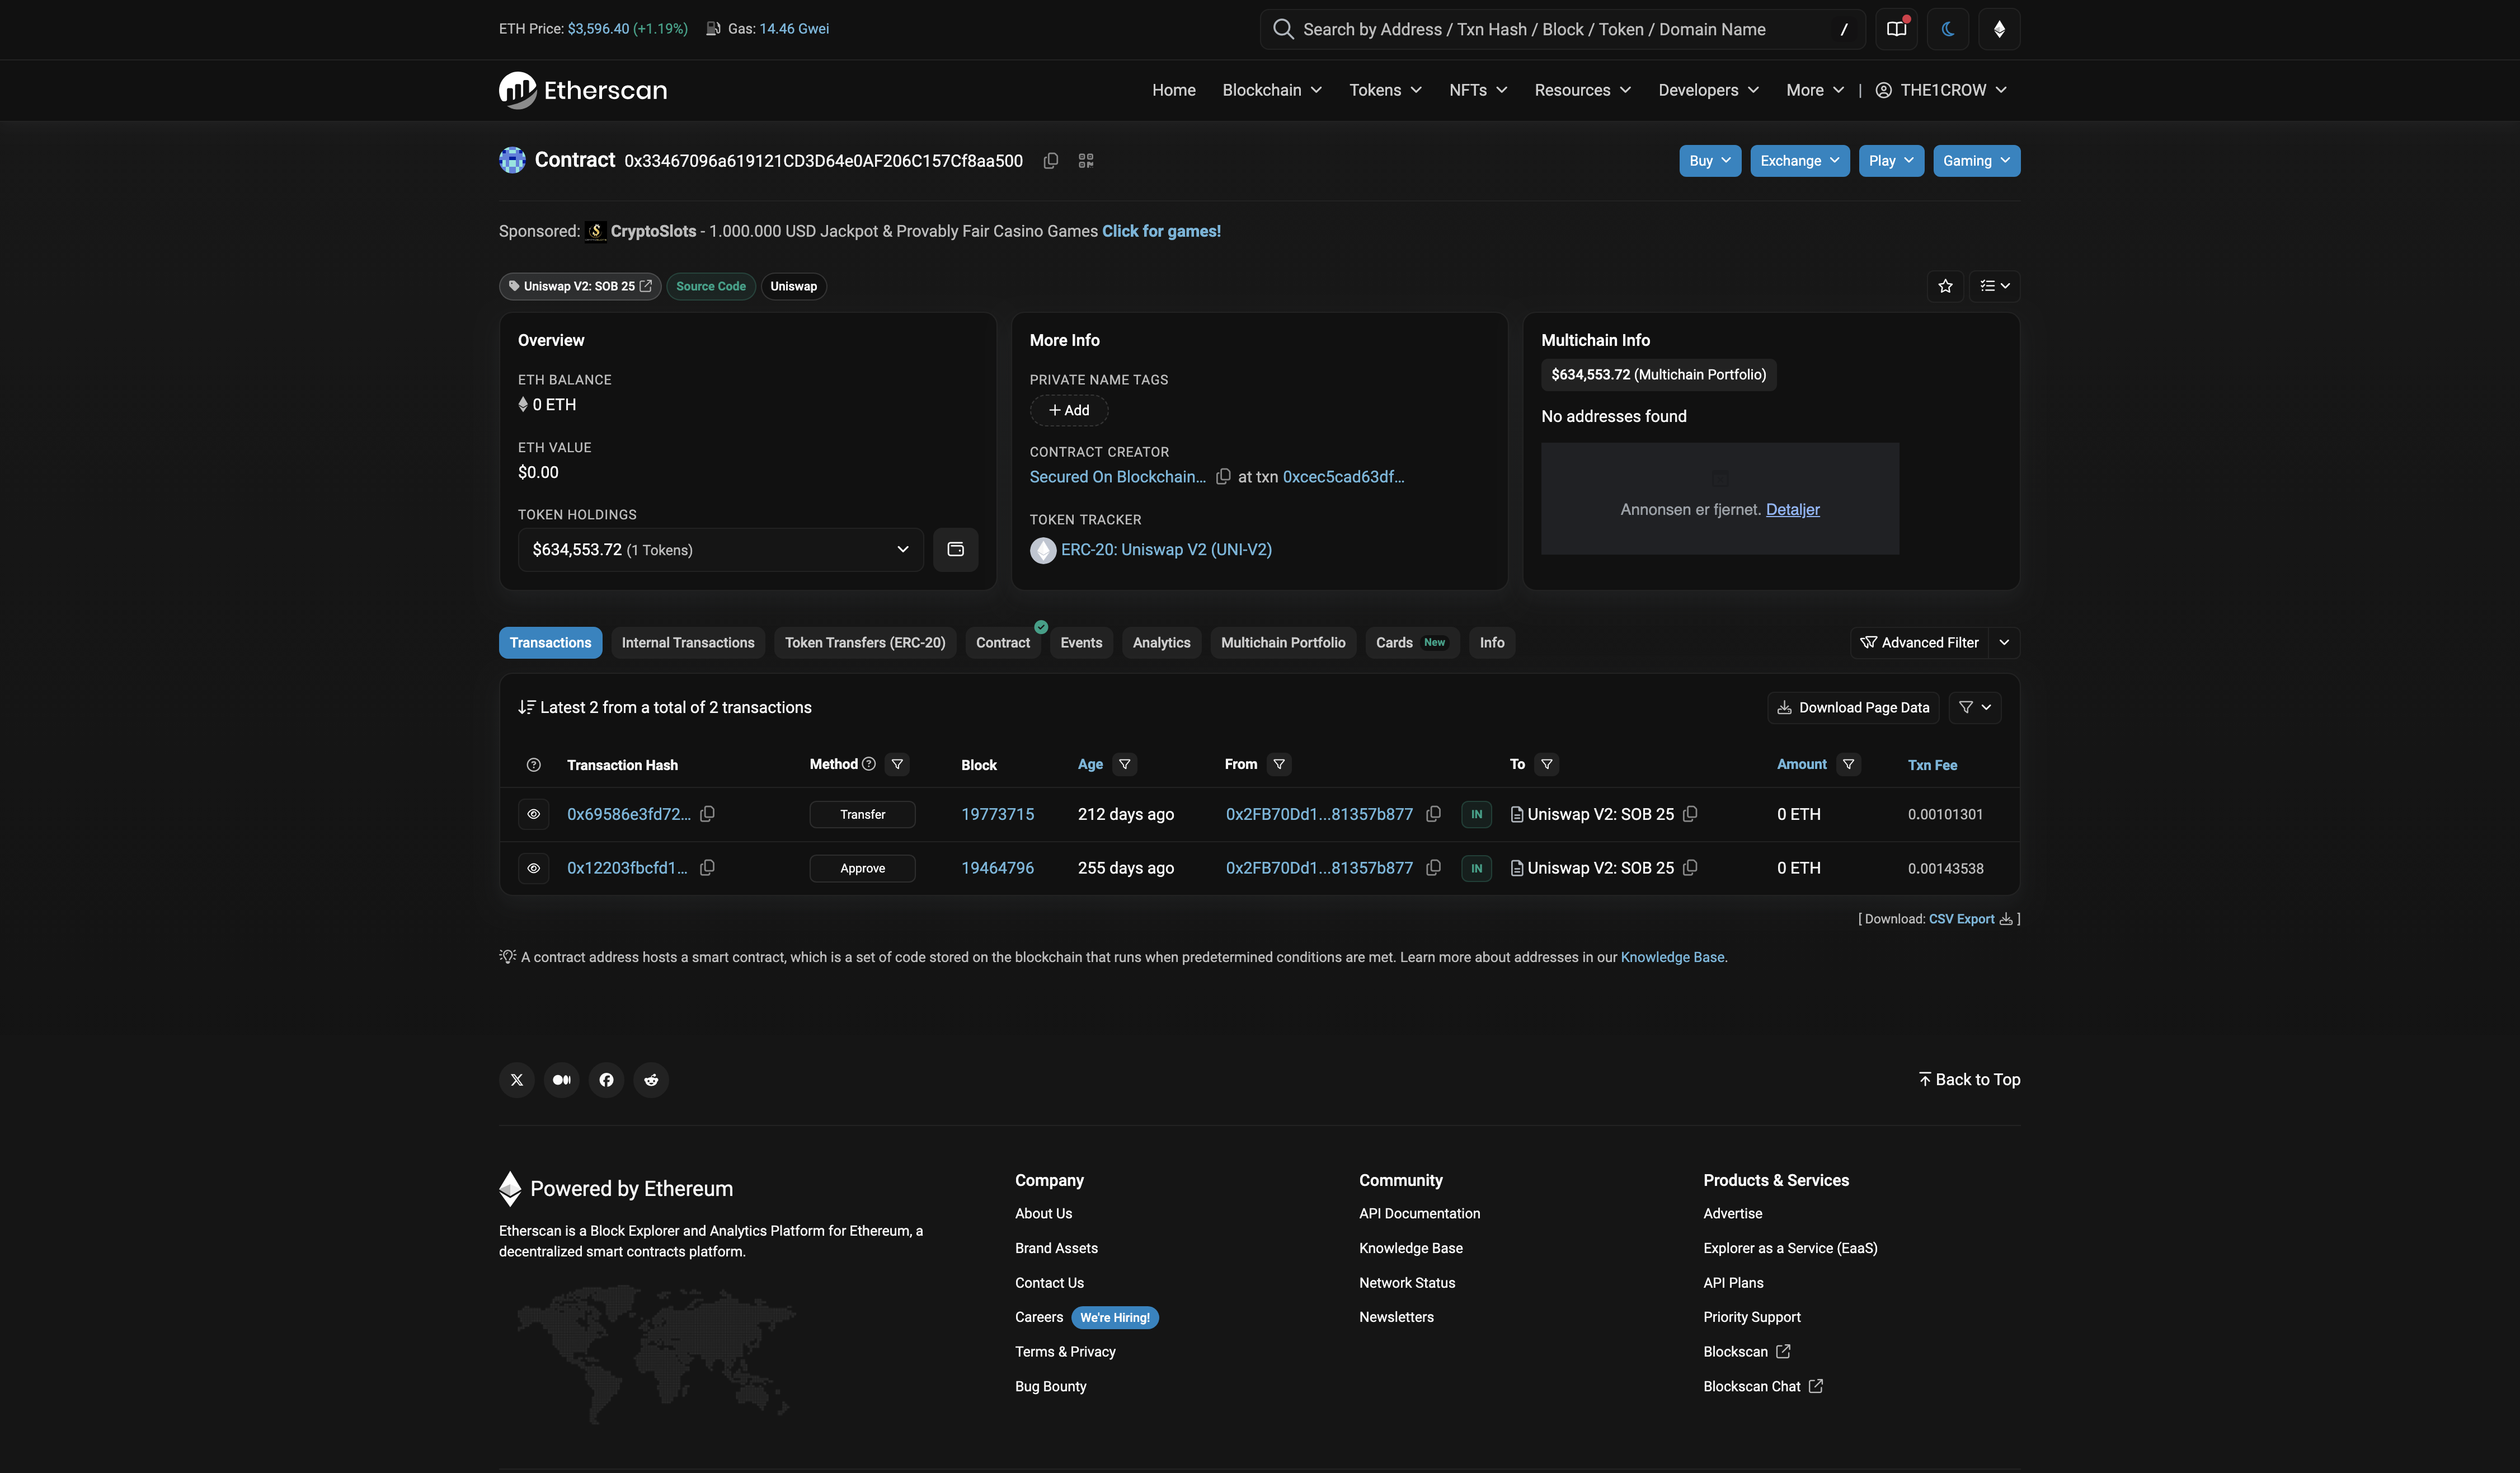 ETH Price: $3,596.40 (+1.19%) Gas: 14.46 Gwei
Search by Address / Txn Hash / Block / Token / Domain Name /
Etherscan
Home Blockchain Tokens NFTs Resources Developers More | THE1CROW
Contract 0x33467096a619121CD3D64e0AF206C157Cf8aa500
Buy Exchange Play Gaming
Sponsored: CryptoSlots - 1.000.000 USD Jackpot & Provably Fair Casino Games Click for games!
Uniswap V2: SOB 25 Source Code Uniswap
Overview
ETH BALANCE
0 ETH
ETH VALUE
$0.00
TOKEN HOLDINGS
$634,553.72 (1 Tokens)
More Info
PRIVATE NAME TAGS
+ Add
CONTRACT CREATOR
Secured On Blockchain... at txn 0xcec5cad63df...
TOKEN TRACKER
ERC-20: Uniswap V2 (UNI-V2)
Multichain Info
$634,553.72 (Multichain Portfolio)
No addresses found
Annonsen er fjernet. Detaljer
Transactions Internal Transactions Token Transfers (ERC-20) Contract Events Analytics Multichain Portfolio Cards New Info
Advanced Filter
Latest 2 from a total of 2 transactions
Download Page Data
Transaction Hash Method Block Age From To Amount Txn Fee
0x69586e3fd72... Transfer 19773715 212 days ago 0x2FB70Dd1...81357b877 IN Uniswap V2: SOB 25 0 ETH 0.00101301
0x12203fbcfd1... Approve 19464796 255 days ago 0x2FB70Dd1...81357b877 IN Uniswap V2: SOB 25 0 ETH 0.00143538
[ Download: CSV Export ]
A contract address hosts a smart contract, which is a set of code stored on the blockchain that runs when predetermined conditions are met. Learn more about addresses in our Knowledge Base.
Back to Top
Powered by Ethereum
Etherscan is a Block Explorer and Analytics Platform for Ethereum, a
decentralized smart contracts platform.
Company
About Us
Brand Assets
Contact Us
Careers We're Hiring!
Terms & Privacy
Bug Bounty
Community
API Documentation
Knowledge Base
Network Status
Newsletters
Products & Services
Advertise
Explorer as a Service (EaaS)
API Plans
Priority Support
Blockscan
Blockscan Chat